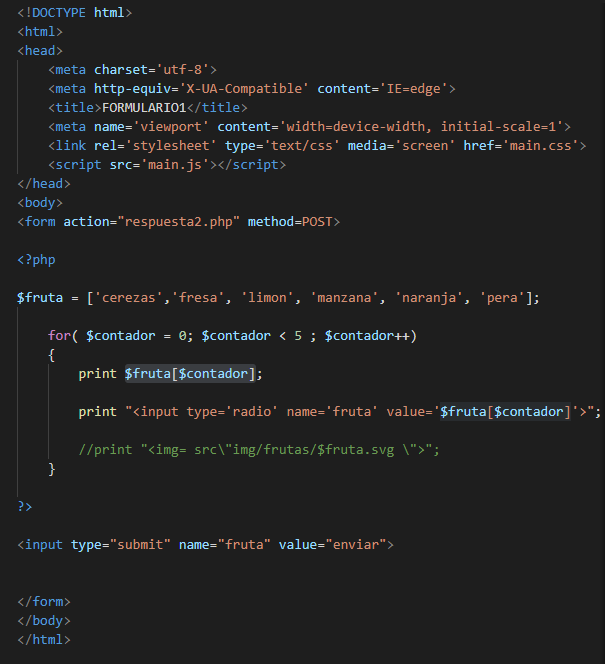 <!DOCTYPE html>
<html>
<head>
<meta charset='utf-8'>
<meta http-equiv='X-UA-Compatible' content='IE=edge'>
<title>FORMULARIO1</title>
<meta name='viewport' content='width=device-width, initial-scale=1'>
<link rel='stylesheet' type='text/css' media='screen' href='main.css'>
<script src='main.js'></script>
</head>
<body>
<form action="respuesta2.php" method=POST>
<?php
$fruta = ['cerezas','fresa', 'limon', 'manzana', 'naranja', 'pera'];
for( $contador = 0; $contador < 5 ; $contador++)
{
print $fruta[$contador];
print "<input type='radio' name='fruta' value='$fruta[$contador]'>";
//print "<img= src\"img/frutas/$fruta.svg \">";
}
?>
<input type="submit" name="fruta" value="enviar">
</form>
</body>
</html>